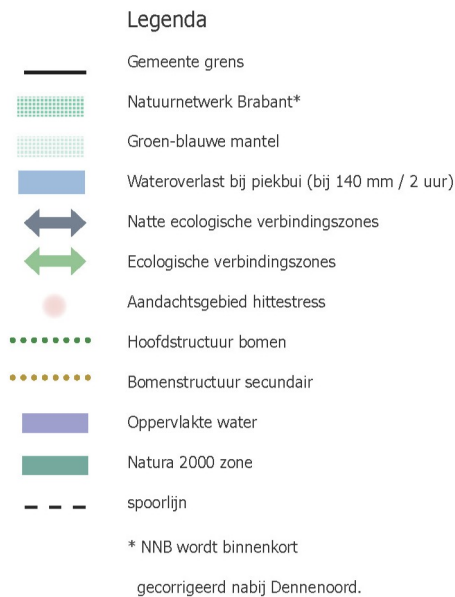 Legenda
Gemeente grens
Natuurnetwerk Brabant*
Groen-blauwe mantel
Wateroverlast bij piekbui (bij 140 mm / 2 uur)
Natte ecologische verbindingszones
Ecologische verbindingszones
Aandachtsgebied hittestress
Hoofdstructuur bomen
Bomenstructuur secundair
Oppervlakte water
Natura 2000 zone
spoorlijn
* NNB wordt binnenkort
gecorrigeerd nabij Dennenoord.